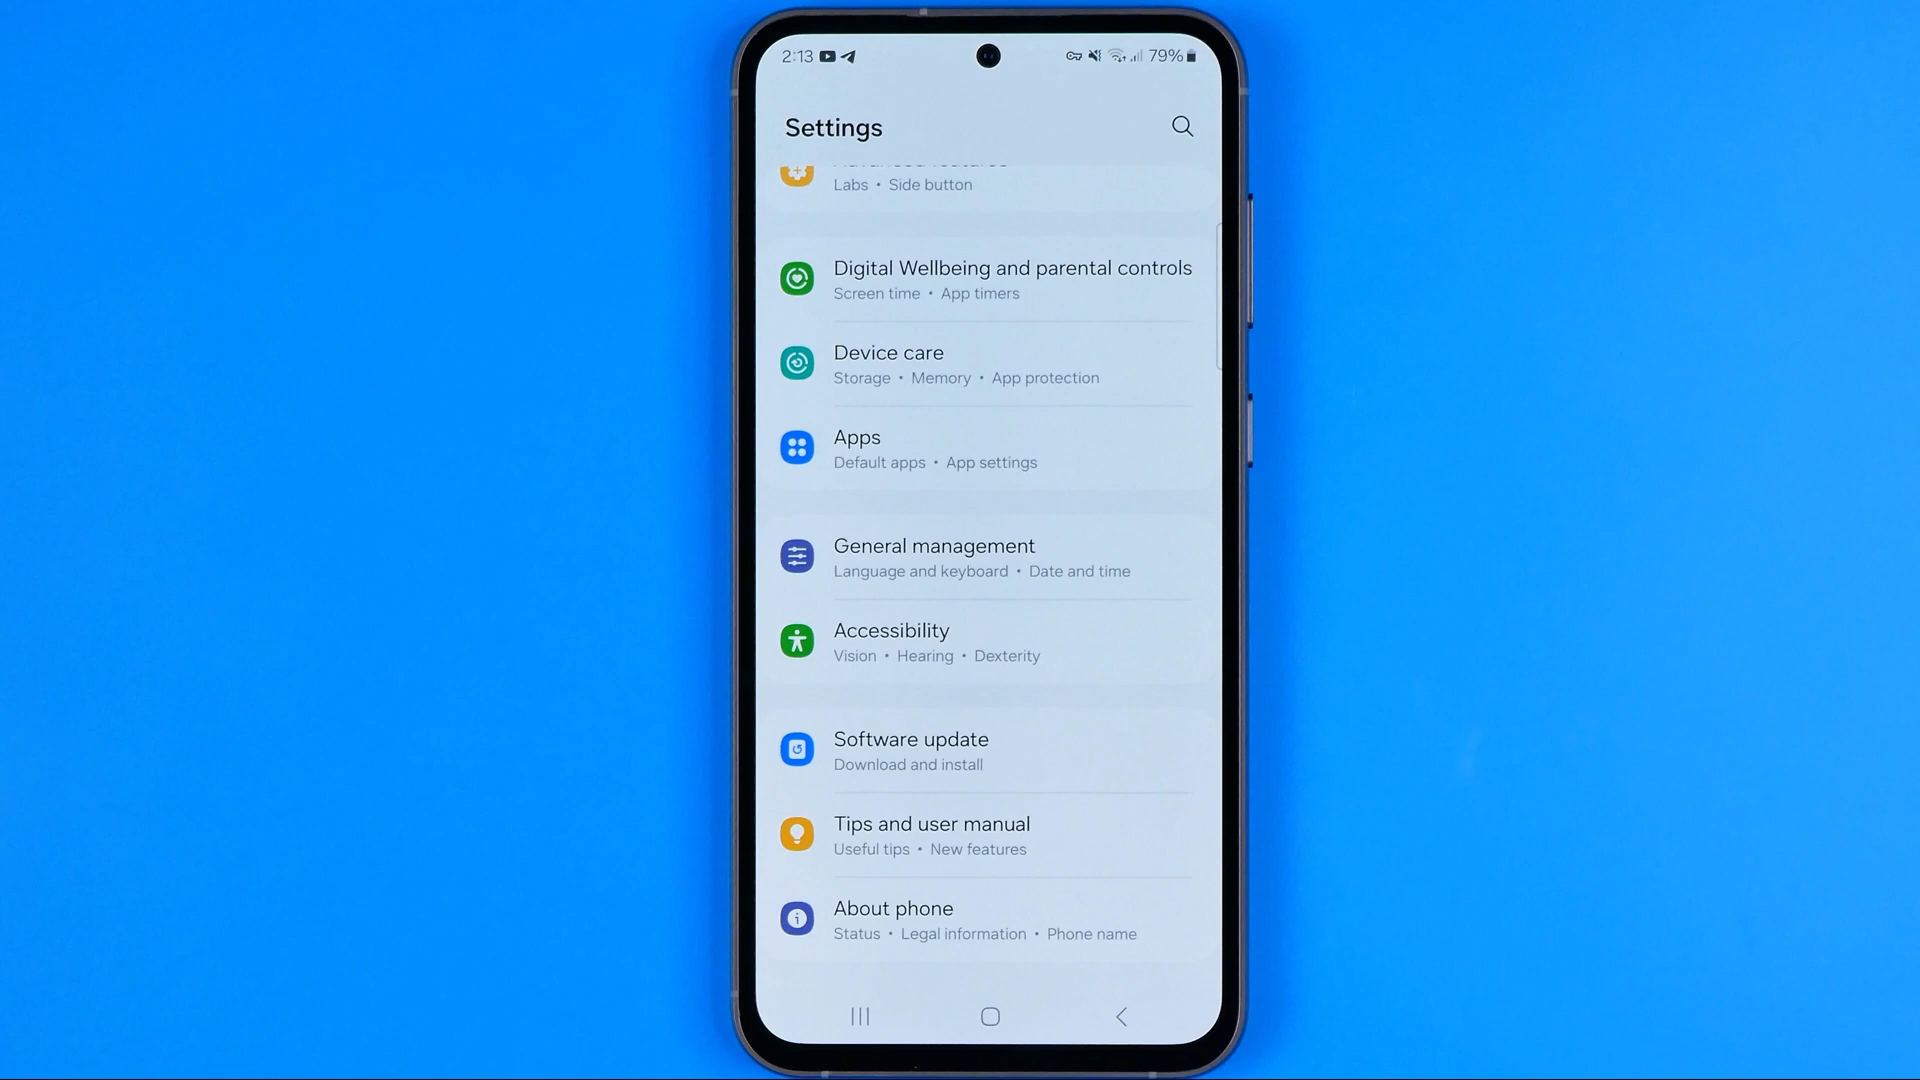 2:13 79%
Settings
Advanced features
Labs • Side button
Digital Wellbeing and parental controls
Screen time • App timers
Device care
Storage • Memory • App protection
Apps
Default apps • App settings
General management
Language and keyboard • Date and time
Accessibility
Vision • Hearing • Dexterity
Software update
Download and install
Tips and user manual
Useful tips • New features
About phone
Status • Legal information • Phone name